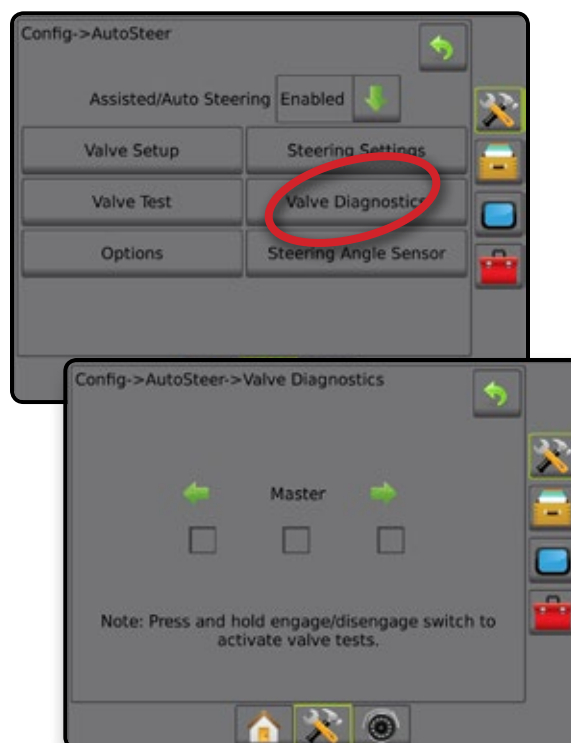 Config->AutoSteer
Assisted/Auto Steering Enabled
Valve Setup
Steering Settings
Valve Test
Valve Diagnostics
Options
Steering Angle Sensor
Config->AutoSteer->Valve Diagnostics
Master
Note: Press and hold engage/disengage switch to
activate valve tests.